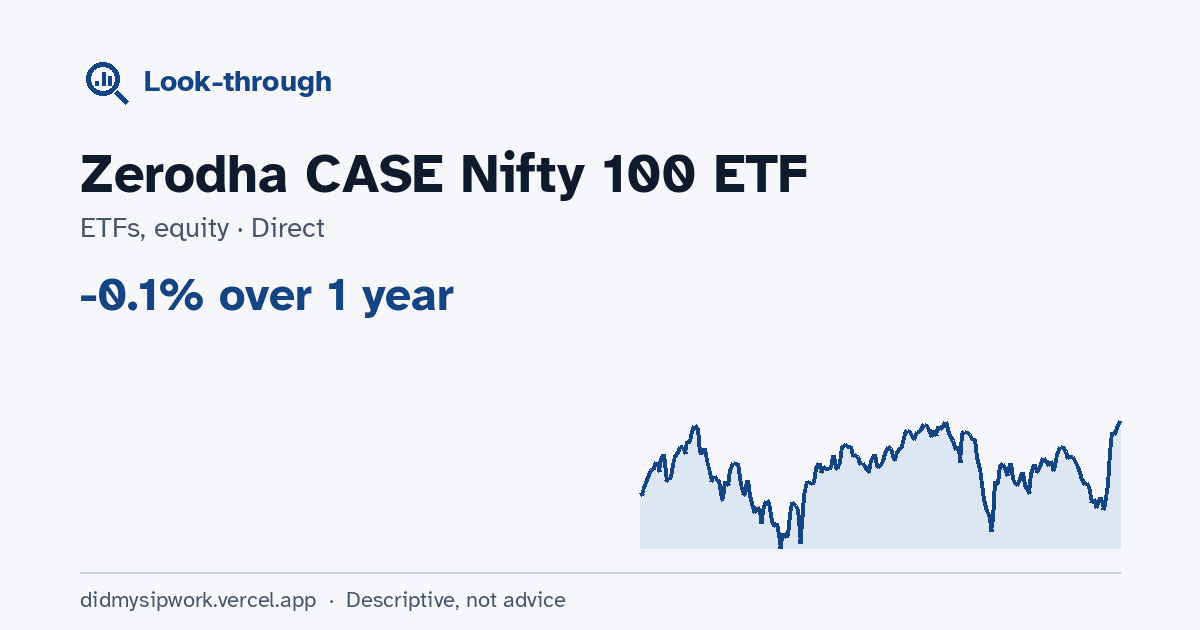 Look-through
Zerodha CASE Nifty 100 ETF
ETFs, equity · Direct
-0.1% over 1 year
didmysipwork.vercel.app · Descriptive, not advice